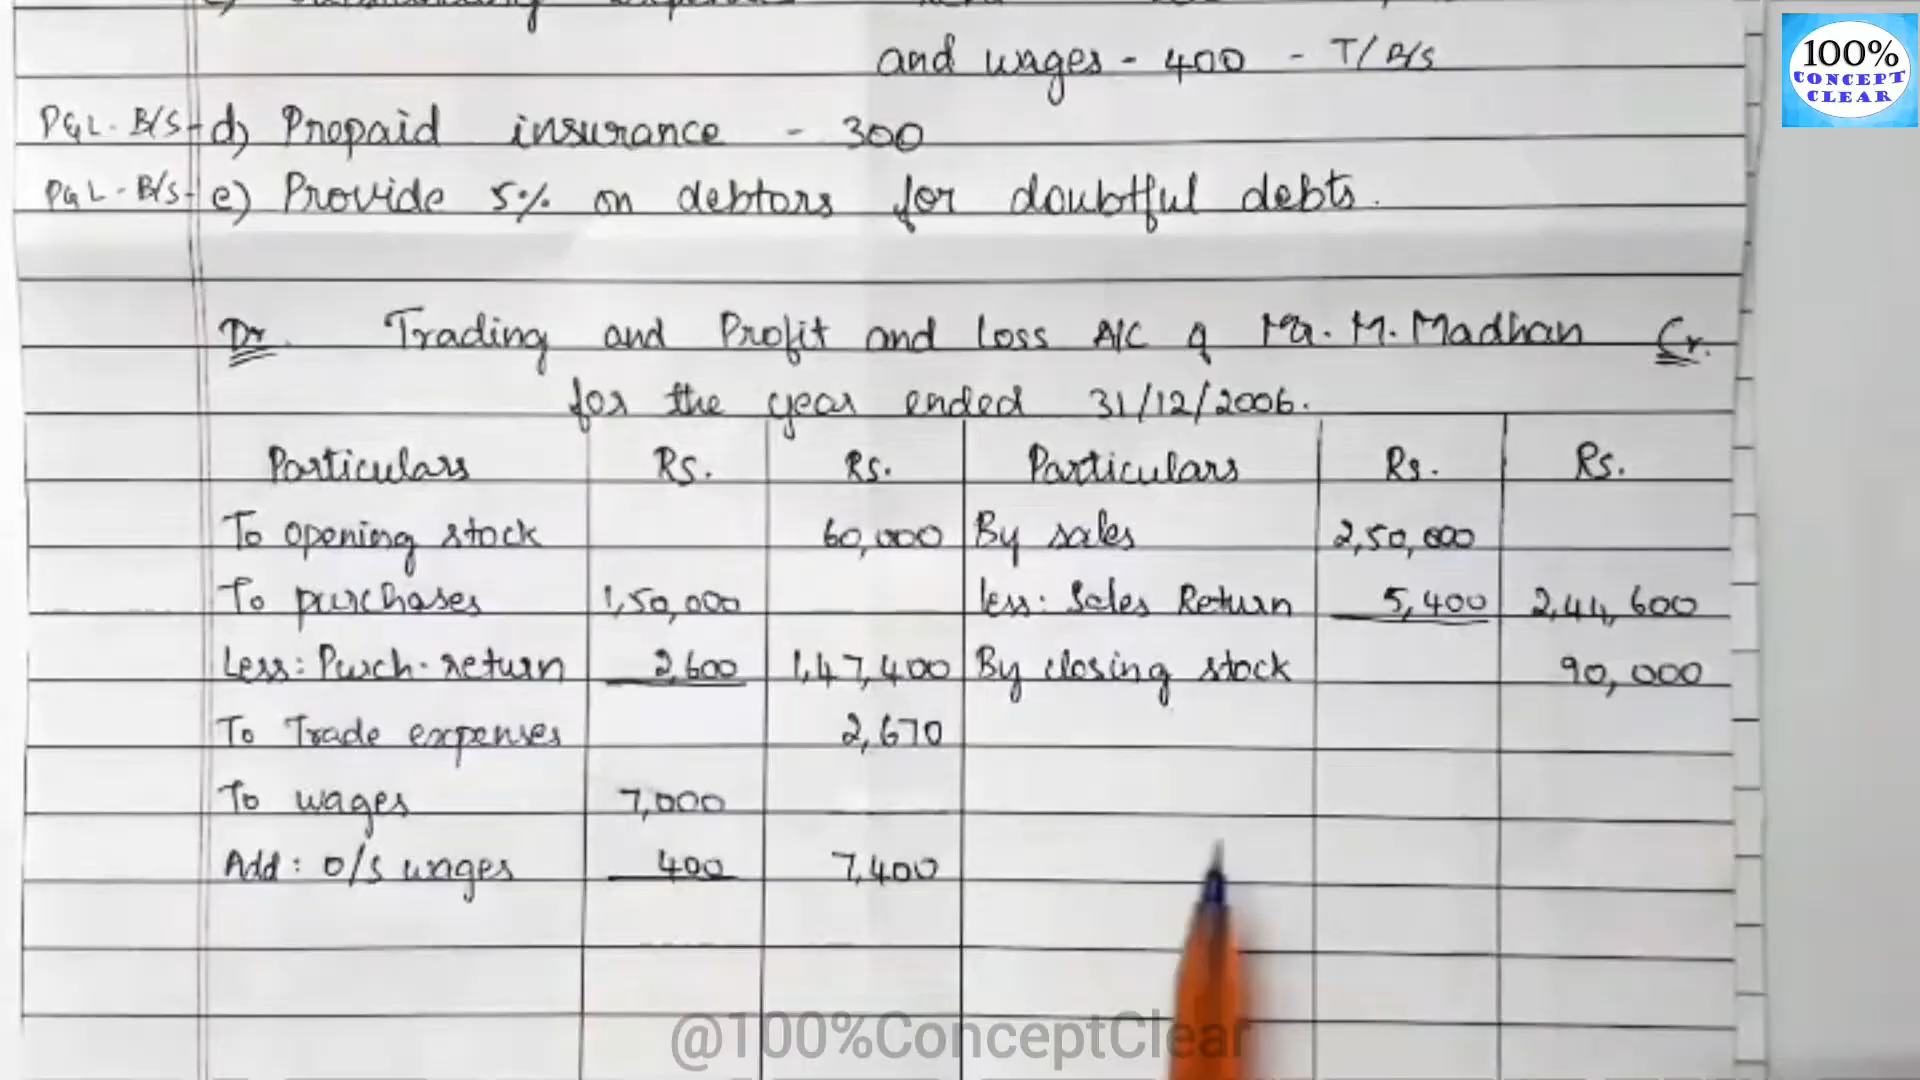 100%
CONCEPT
CLEAR
and wages - 400 - T/B/S
P&L - B/S - d) Prepaid insurance - 300
P&L - B/S - e) Provide 5% on debtors for doubtful debts.
Dr. Trading and Profit and loss A/C of Mr. M. Madhan Cr.
for the year ended 31/12/2006.
Particulars Rs. Rs. Particulars Rs. Rs.
To opening stock 60,000 By sales 2,50,000
To purchases 1,50,000 less: Sales Return 5,400 2,44,600
Less: Purch. return 2,600 1,47,400 By closing stock 90,000
To Trade expenses 2,670
To wages 7,000
Add: O/S wages 400 7,400
@100%ConceptClear